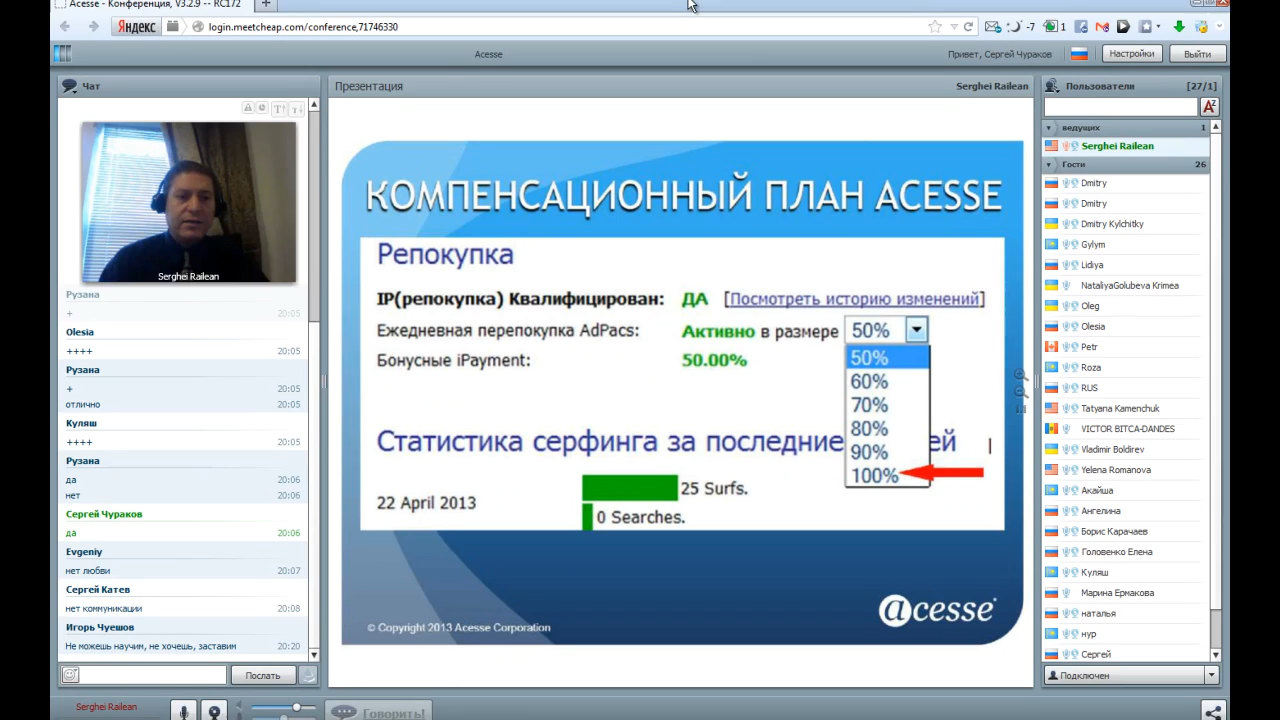 Acesse - Конференция, V3.2.9 -- RC172
Яндекс
login.meetcheap.com/conference,71746330
-7
1
Acesse
Привет, Сергей Чураков
Настройки
Выйти
Чат
Serghei Railean
Рузана
+ 20:05
Olesia
++++ 20:05
Рузана
+ 20:05
отлично 20:05
Куляш
++++ 20:05
Рузана
да 20:06
нет 20:06
Сергей Чураков
да 20:06
Evgeniy
нет любви 20:07
Сергей Катев
нет коммуникации 20:08
Игорь Чуешов
Не можешь научим, не хочешь, заставим 20:20
Послать
Serghei Railean
Говорить!
Презентация
Serghei Railean
КОМПЕНСАЦИОННЫЙ ПЛАН ACESSE
Репокупка
IP(репокупка) Квалифицирован: ДА [Посмотреть историю изменений]
Ежедневная перепокупка AdPacs: Активно в размере 50%
Бонусные iPayment: 50.00%
50%
60%
70%
80%
90%
100%
Статистика серфинга за последние ей
22 April 2013
25 Surfs.
0 Searches.
acesse
© Copyright 2013 Acesse Corporation
Пользователи [27/1]
AZ
ведущих 1
Serghei Railean
Гости 26
Dmitry
Dmitry
Dmitry Kylchitky
Gylym
Lidiya
NataliyaGolubeva Krimea
Oleg
Olesia
Petr
Roza
RUS
Tatyana Kamenchuk
VICTOR BITCA-DANDES
Vladimir Boldirev
Yelena Romanova
Акайша
Ангелина
Борис Карачаев
Головенко Елена
Куляш
Марина Ермакова
наталья
нур
Сергей
Подключен